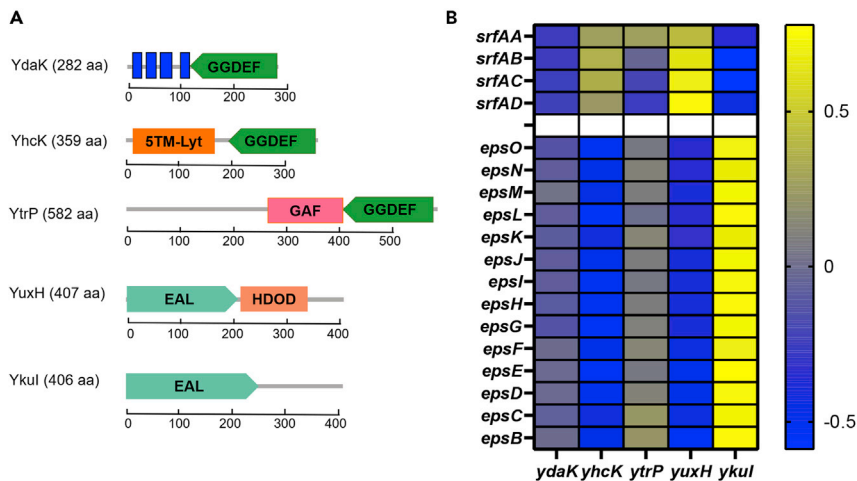 A
YdaK (282 aa)
GGDEF
0 100 200 300
YhcK (359 aa)
5TM-Lyt GGDEF
0 100 200 300
YtrP (582 aa)
GAF GGDEF
0 100 200 300 400 500
YuxH (407 aa)
EAL HDOD
0 100 200 300 400
YkuI (406 aa)
EAL
0 100 200 300 400
B
srfAA
srfAB
srfAC
srfAD
epsO
epsN
epsM
epsL
epsK
epsJ
epsI
epsH
epsG
epsF
epsE
epsD
epsC
epsB
ydaK yhcK ytrP yuxH ykuI
0.5
0
-0.5